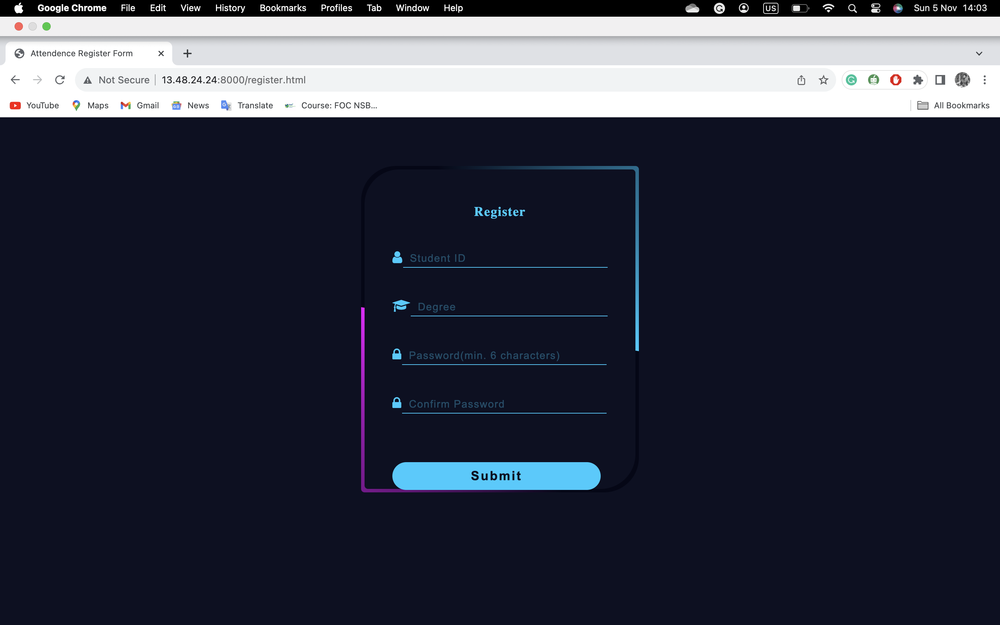 Google Chrome File Edit View History Bookmarks Profiles Tab Window Help US Sun 5 Nov 14:03
Attendence Register Form
Not Secure 13.48.24.24:8000/register.html
YouTube Maps Gmail News Translate Course: FOC NSB... All Bookmarks
Register
Student ID
Degree
Password(min. 6 characters)
Confirm Password
Submit